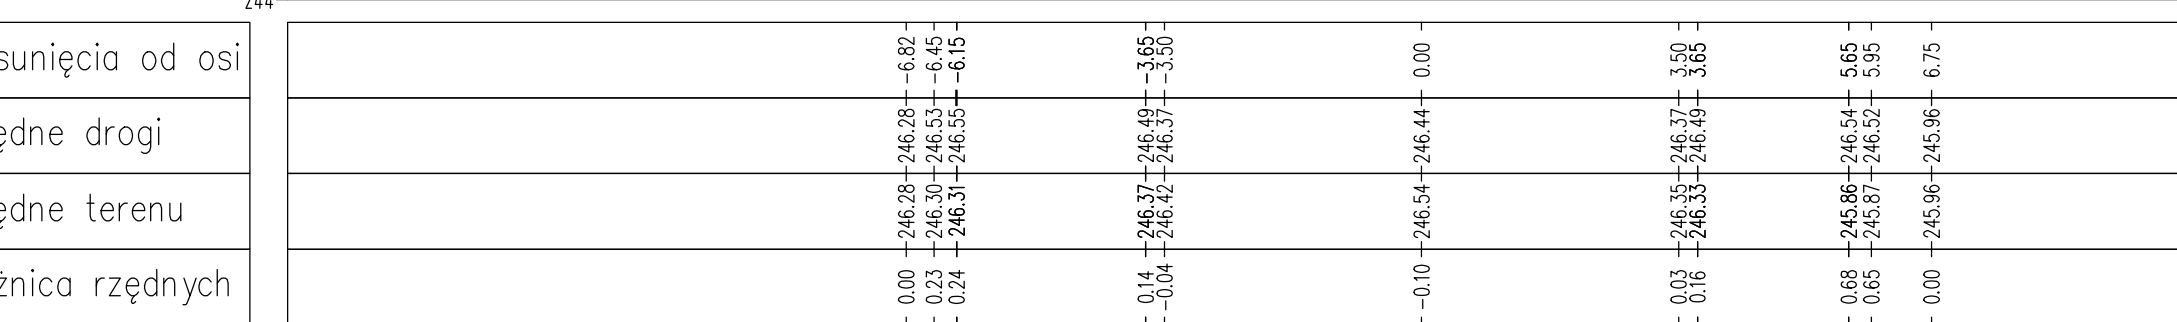 244
sunięcia od osi -6.82 -6.45 -6.15 -3.65 -3.50 0.00 3.50 3.65 5.65 5.95 6.75
ędne drogi 246.28 246.53 246.55 246.49 246.37 246.44 246.37 246.49 246.54 246.52 245.96
ędne terenu 246.28 246.30 246.31 246.37 246.42 246.54 246.35 246.33 245.86 245.87 245.96
żnica rzędnych 0.00 0.23 0.24 0.14 -0.04 -0.10 0.03 0.16 0.68 0.65 0.00